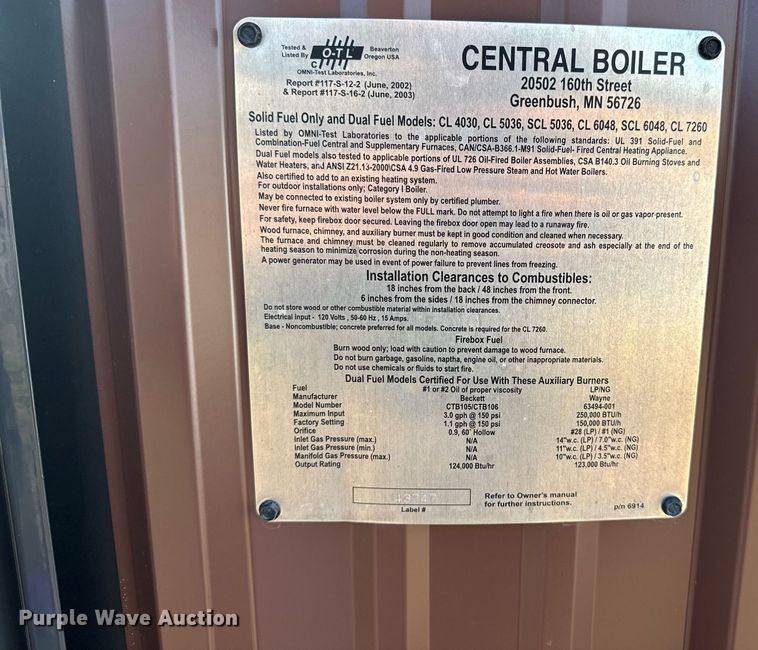 Tested &
Listed By
C O-T L
Beaverton
Oregon USA
OMNI-Test Laboratories, Inc.
Report #117-S-12-2 (June, 2002)
& Report #117-S-16-2 (June, 2003)
CENTRAL BOILER
20502 160th Street
Greenbush, MN 56726
Solid Fuel Only and Dual Fuel Models: CL 4030, CL 5036, SCL 5036, CL 6048, SCL 6048, CL 7260
Listed by OMNI-Test Laboratories to the applicable portions of the following standards: UL 391 Solid-Fuel and
Combination-Fuel Central and Supplementary Furnaces, CAN/CSA-B366.1-M91 Solid-Fuel- Fired Central Heating Appliance.
Dual Fuel models also tested to applicable portions of UL 726 Oil-Fired Boiler Assemblies, CSA B140.3 Oil Burning Stoves and
Water Heaters, and ANSI Z21.13-2000\CSA 4.9 Gas-Fired Low Pressure Steam and Hot Water Boilers.
Also certified to add to an existing heating system.
For outdoor installations only; Category I Boiler.
May be connected to existing boiler system only by certified plumber.
Never fire furnace with water level below the FULL mark. Do not attempt to light a fire when there is oil or gas vapor present.
For safety, keep firebox door secured. Leaving the firebox door open may lead to a runaway fire.
Wood furnace, chimney, and auxiliary burner must be kept in good condition and cleaned when necessary.
The furnace and chimney must be cleaned regularly to remove accumulated creosote and ash especially at the end of the
heating season to minimize corrosion during the non-heating season.
A power generator may be used in event of power failure to prevent lines from freezing.
Installation Clearances to Combustibles:
18 inches from the back / 48 inches from the front.
6 inches from the sides / 18 inches from the chimney connector.
Do not store wood or other combustible material within installation clearances.
Electrical Input - 120 Volts , 50-60 Hz , 15 Amps.
Base - Noncombustible; concrete preferred for all models. Concrete is required for the CL 7260.
Firebox Fuel
Burn wood only; load with caution to prevent damage to wood furnace.
Do not burn garbage, gasoline, naptha, engine oil, or other inappropriate materials.
Do not use chemicals or fluids to start fire.
Dual Fuel Models Certified For Use With These Auxiliary Burners
Fuel #1 or #2 Oil of proper viscosity LP/NG
Manufacturer Beckett Wayne
Model Number CTB105/CTB106 63494-001
Maximum Input 3.0 gph @ 150 psi 250,000 BTU/h
Factory Setting 1.1 gph @ 150 psi 150,000 BTU/h
Orifice 0.9, 60° Hollow #28 (LP) / #1 (NG)
Inlet Gas Pressure (max.) N/A 14"w.c. (LP) / 7.0"w.c. (NG)
Inlet Gas Pressure (min.) N/A 11"w.c. (LP) / 4.5"w.c. (NG)
Manifold Gas Pressure (max.) N/A 10"w.c. (LP) / 3.5"w.c. (NG)
Output Rating 124,000 Btu/hr 123,000 Btu/hr
Label #
Refer to Owner's manual
for further instructions.
p/n 6914
Purple Wave Auction